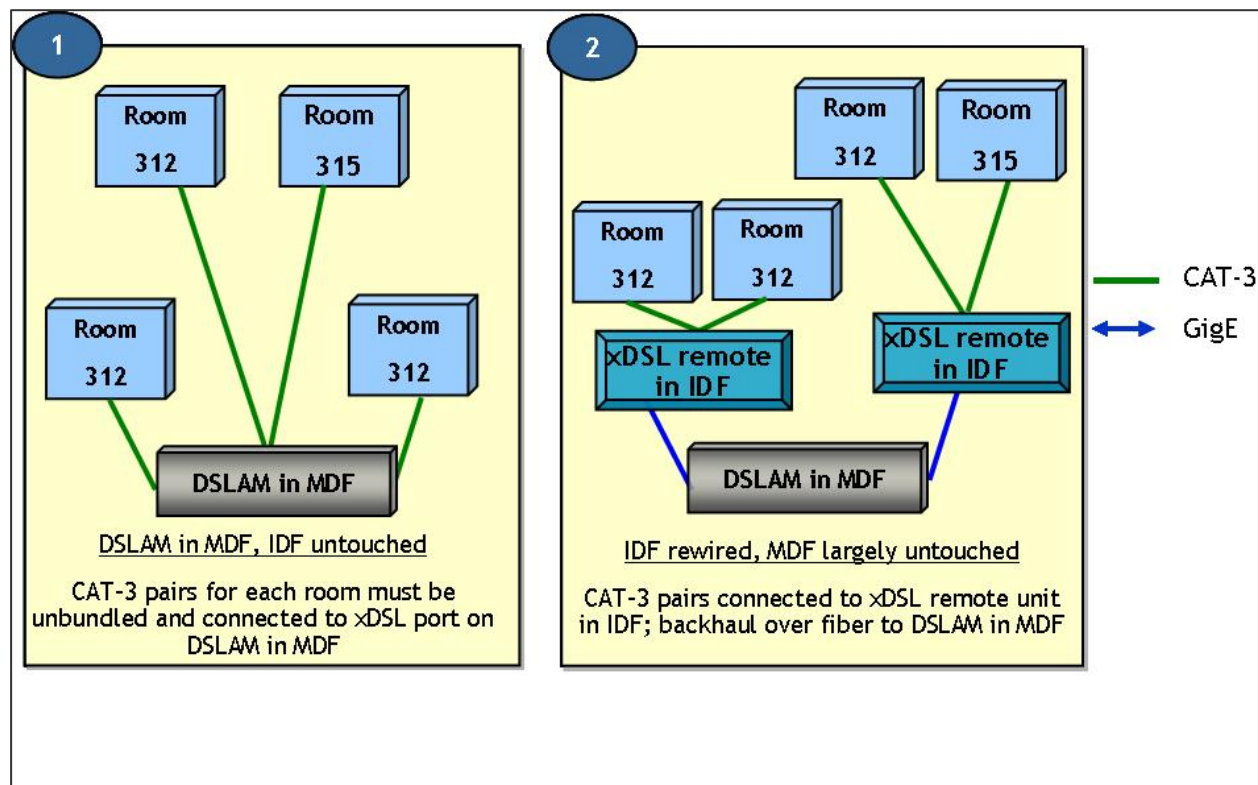 1
Room
312
Room
315
Room
312
Room
312
DSLAM in MDF
DSLAM in MDF, IDF untouched
CAT-3 pairs for each room must be
unbundled and connected to xDSL port on
DSLAM in MDF
2
Room
312
Room
315
Room
312
Room
312
xDSL remote
in IDF
xDSL remote
in IDF
DSLAM in MDF
IDF rewired, MDF largely untouched
CAT-3 pairs connected to xDSL remote unit
in IDF; backhaul over fiber to DSLAM in MDF
CAT-3
GigE